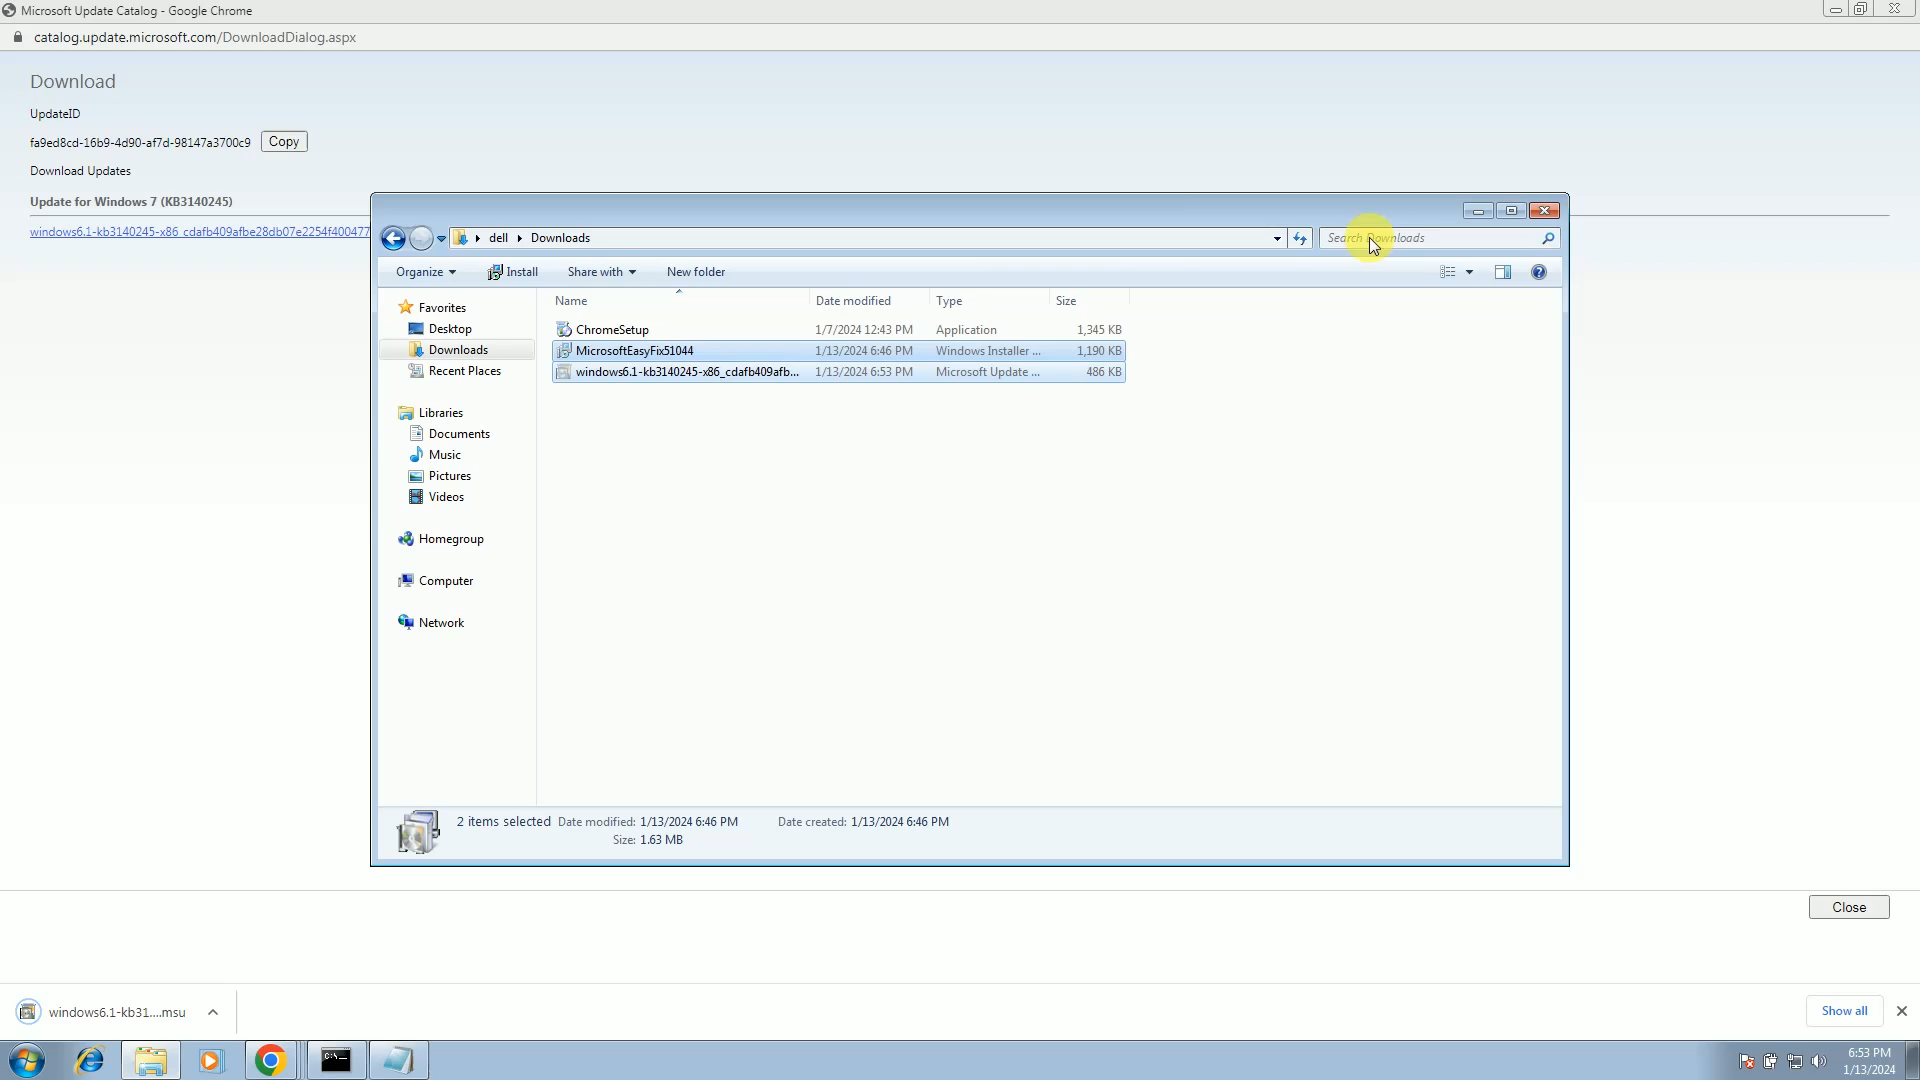 Microsoft Update Catalog - Google Chrome
catalog.update.microsoft.com/DownloadDialog.aspx
Download
UpdateID
fa9ed8cd-16b9-4d90-af7d-98147a3700c9 Copy
Download Updates
Update for Windows 7 (KB3140245)
windows6.1-kb3140245-x86_cdafb409afbe28db07e2254f400477
dell Downloads
Search Downloads
Organize Install Share with New folder
Favorites
Desktop
Downloads
Recent Places
Libraries
Documents
Music
Pictures
Videos
Homegroup
Computer
Network
Name Date modified Type Size
ChromeSetup 1/7/2024 12:43 PM Application 1,345 KB
MicrosoftEasyFix51044 1/13/2024 6:46 PM Windows Installer ... 1,190 KB
windows6.1-kb3140245-x86_cdafb409afb... 1/13/2024 6:53 PM Microsoft Update ... 486 KB
2 items selected Date modified: 1/13/2024 6:46 PM Date created: 1/13/2024 6:46 PM
Size: 1.63 MB
Close
windows6.1-kb31....msu
Show all
C:\_
6:53 PM
1/13/2024